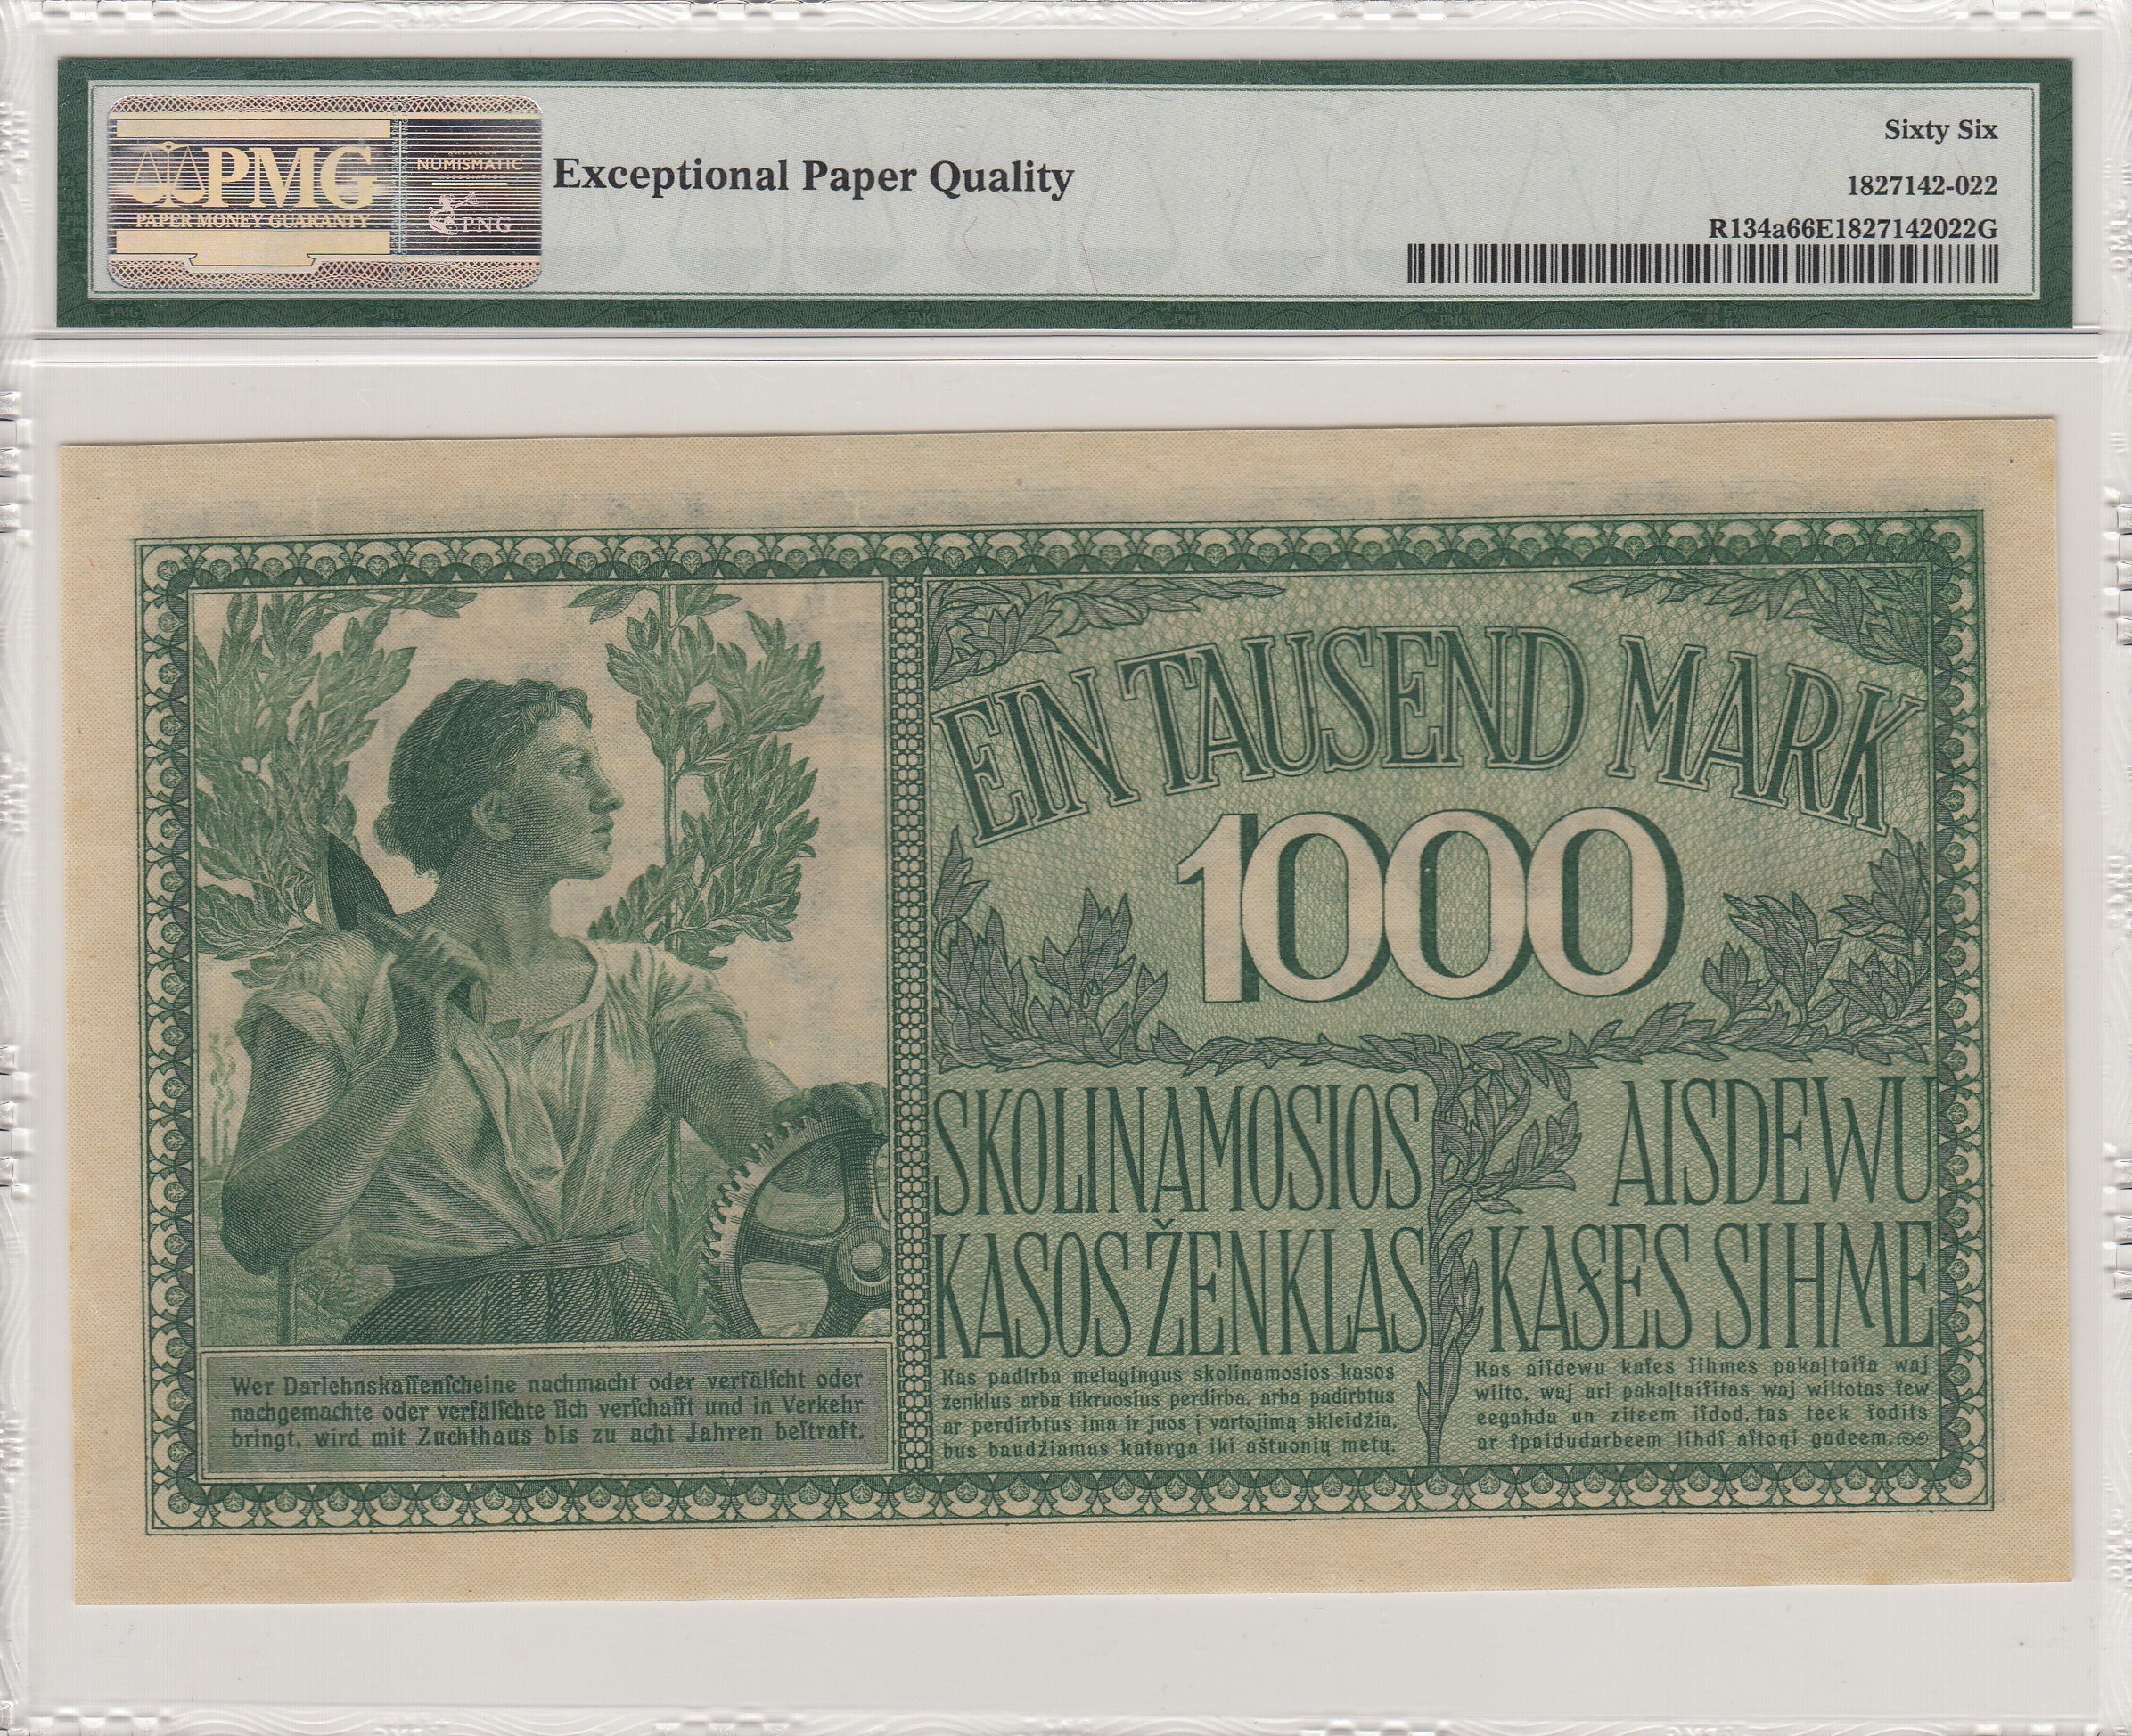 PMG
PAPER MONEY GUARANTY
AMERICAN
NUMISMATIC
ASSOCIATION
PNG
Exceptional Paper Quality
Sixty Six
1827142-022
R134a66E1827142022G
EIN TAUSEND MARK
1000
SKOLINAMOSIOS
KASOS ŽENKLAS
AISDEWU
KAſES SIHME
Wer Darlehnskaſſenſcheine nachmacht oder verfälſcht oder
nachgemachte oder verfälſchte ſich verſchafft und in Verkehr
bringt, wird mit Zuchthaus bis zu acht Jahren beſtraft.
Kas padirba melagingus skolinamosios kasos
ženklus arba tikruosius perdirba, arba padirbtus
ar perdirbtus ima ir juos į vartojimą skleidžia,
bus baudžiamas katarga iki aštuonių metų.
Kas aiſdewu kaſes ſihmes pakaltaiſa waj
wilto, waj ari pakaltaiſitas waj wiltotas ſew
eegahda un ziteem iſdod, tas teek ſodits
ar ſpaidudarbeem lihdſ aſtoņi gadeem.